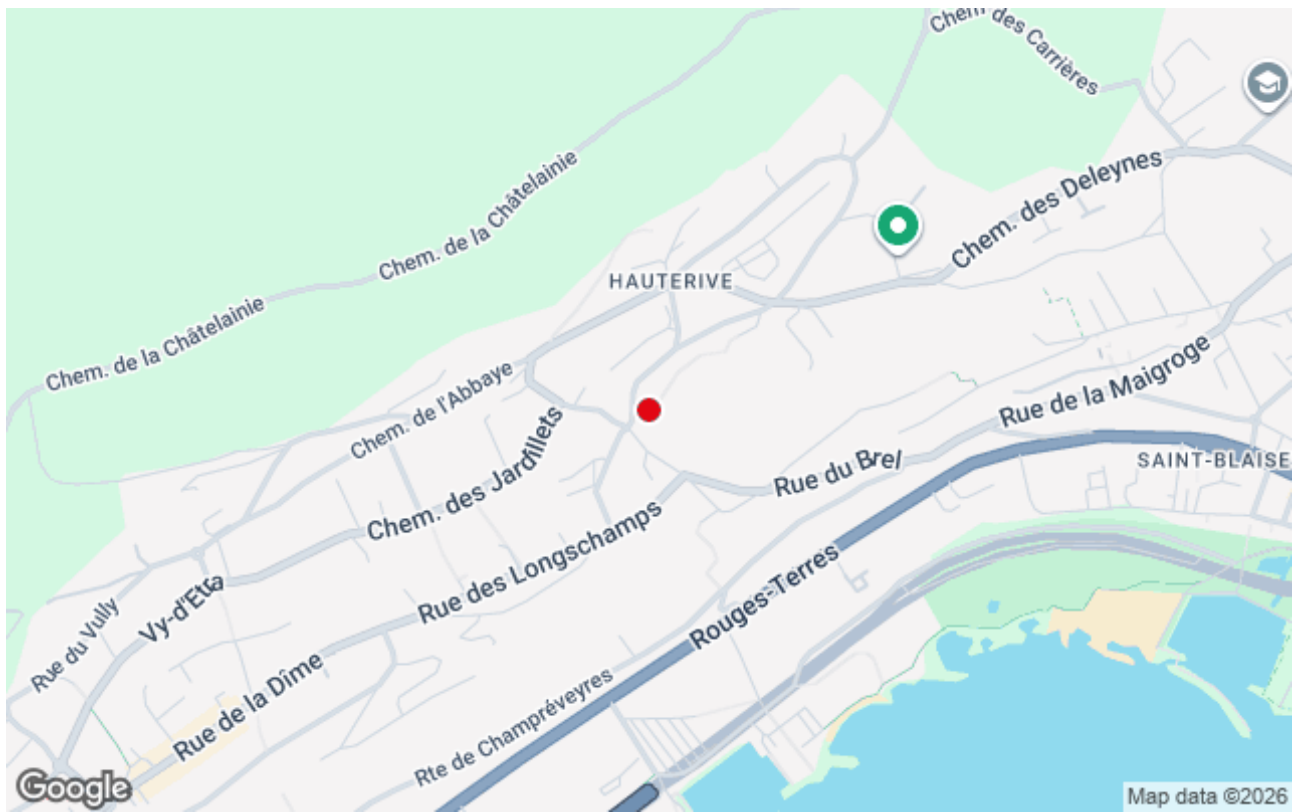 Chem. des Carrières
Chem. des Deleynes
Chem. de la Châtelainie
HAUTERIVE
Chem. de la Châtelainie
Chem. de l'Abbaye
Rue de la Maigroge
Chem. des Jardillets
Rue du Brel
SAINT-BLAISE
Rue des Longschamps
Rouges-Terres
Vy-d'Etra
Rue du Vully
Rue de la Dîme
Rte de Champréveyres
Google
Map data ©2026